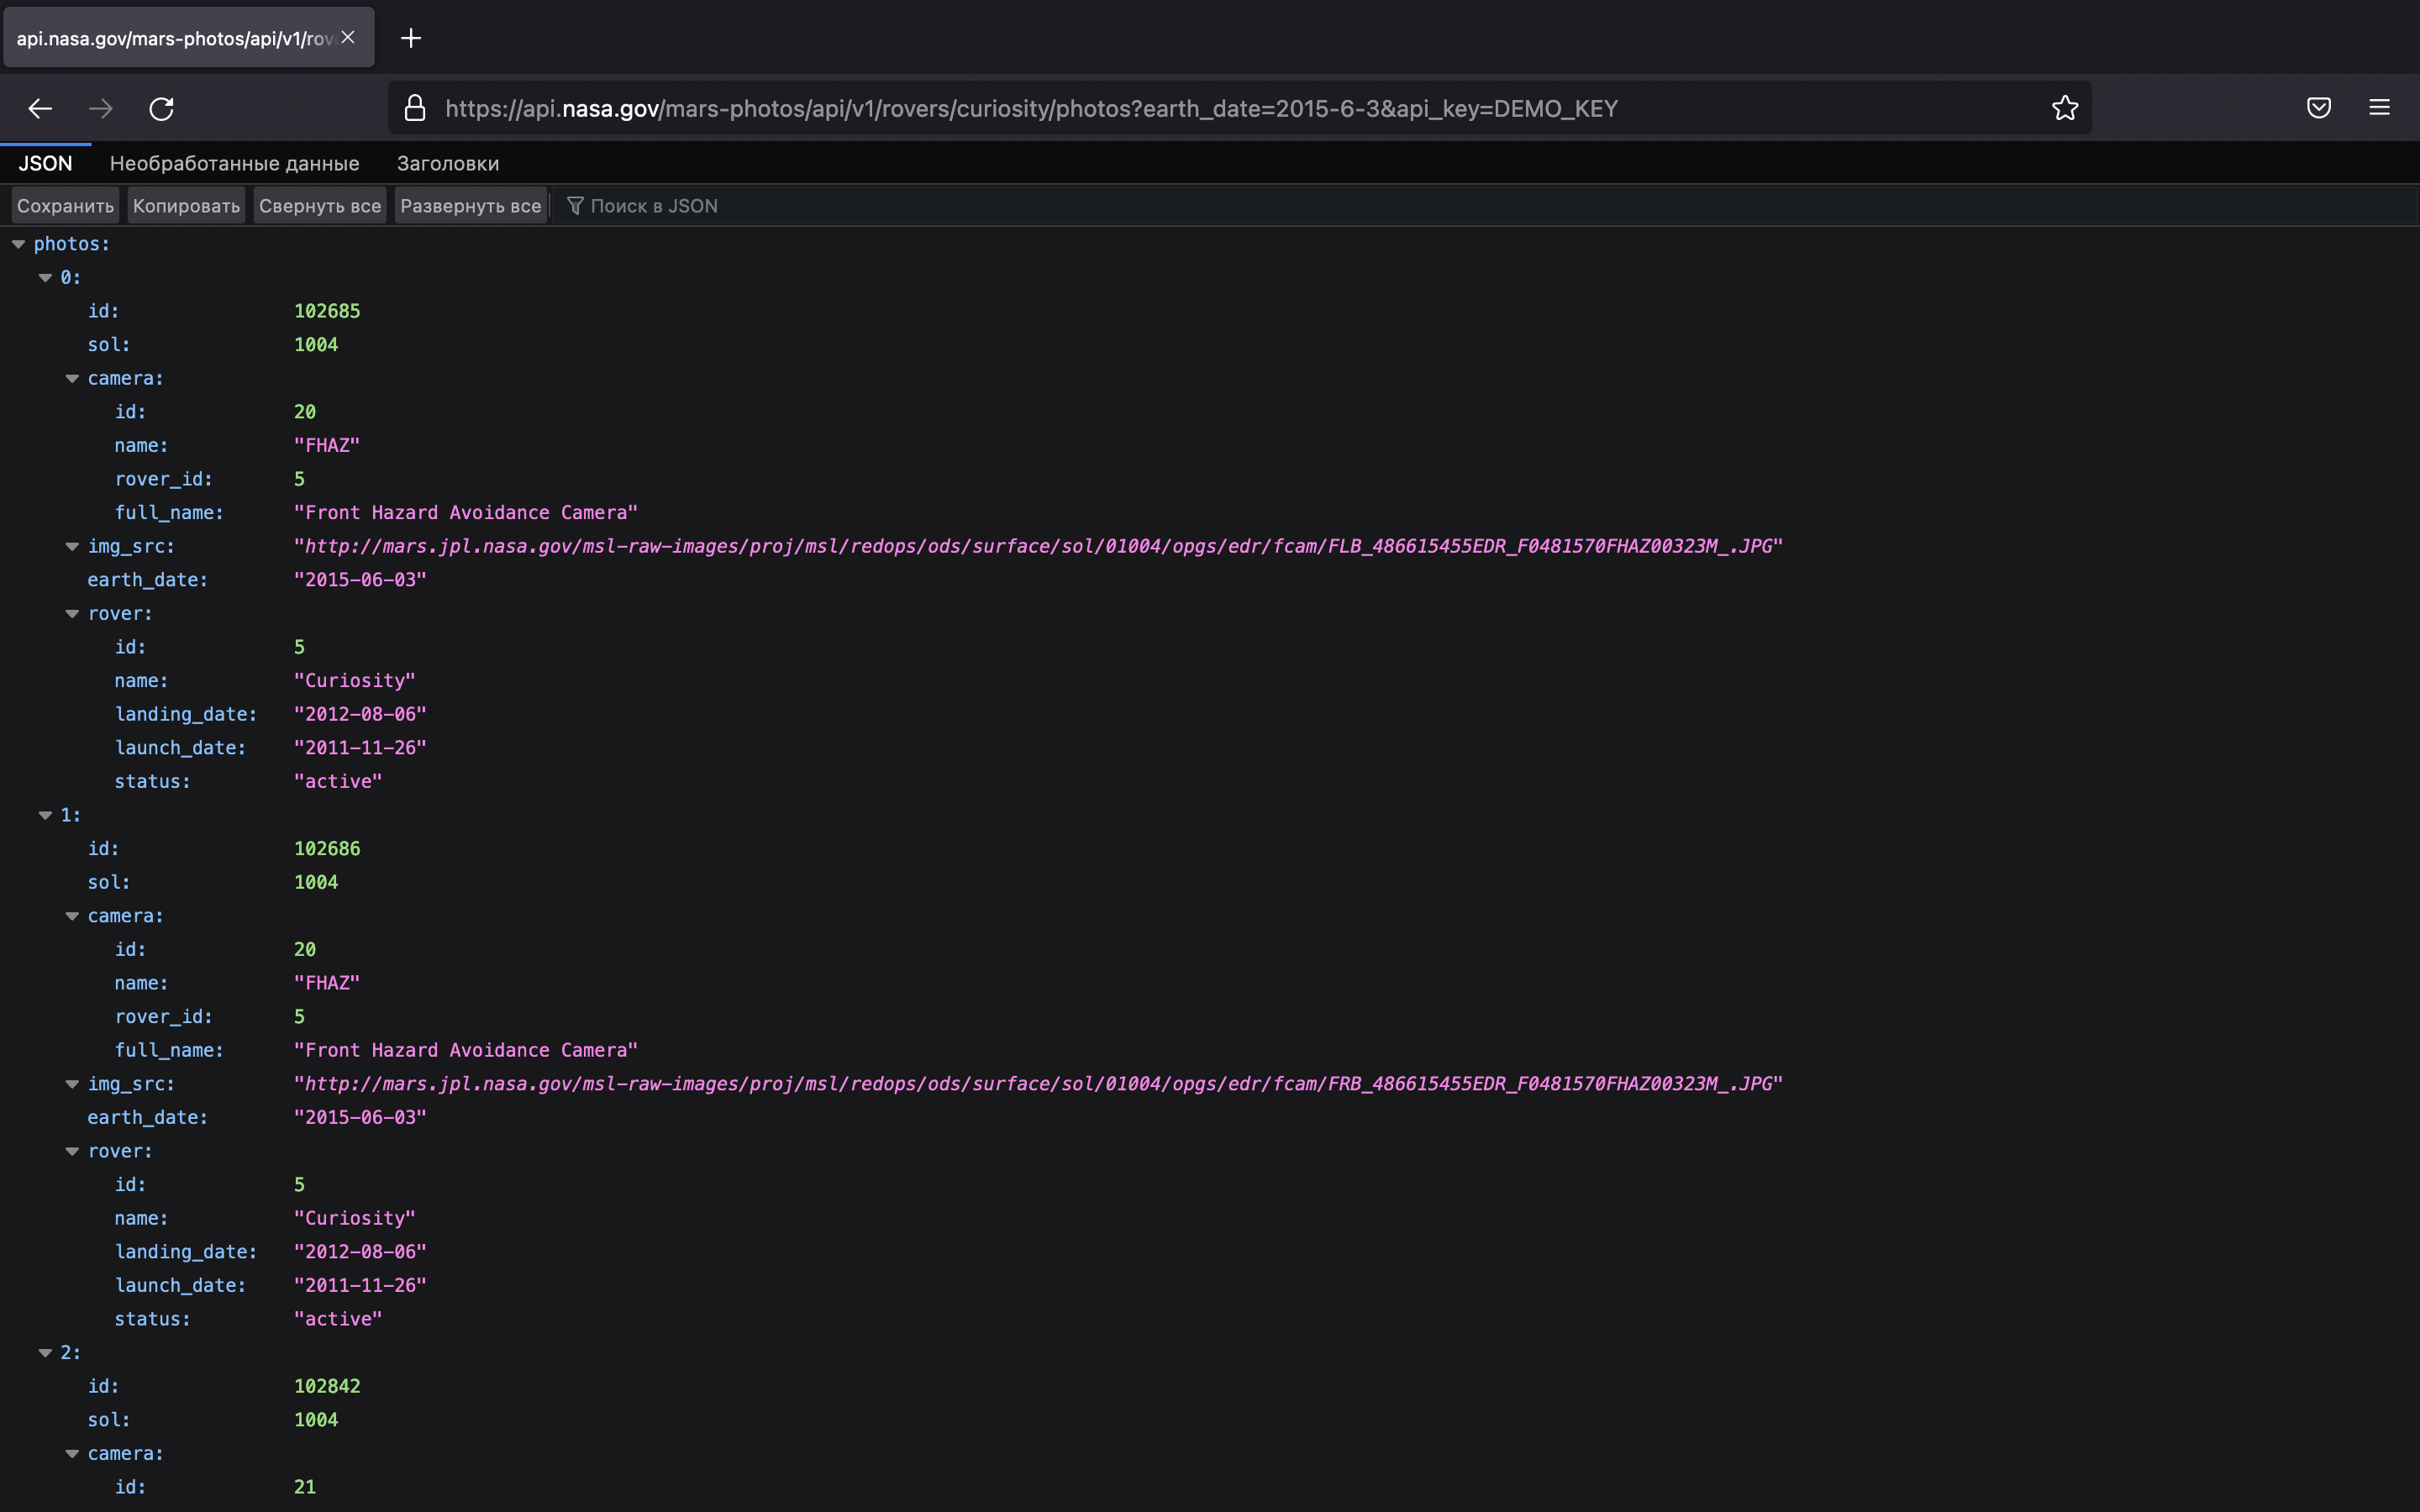 api.nasa.gov/mars-photos/api/v1/rov
https://api.nasa.gov/mars-photos/api/v1/rovers/curiosity/photos?earth_date=2015-6-3&api_key=DEMO_KEY
JSON Необработанные данные Заголовки
Сохранить Копировать Свернуть все Развернуть все Поиск в JSON
photos:
0:
id: 102685
sol: 1004
camera:
id: 20
name: "FHAZ"
rover_id: 5
full_name: "Front Hazard Avoidance Camera"
img_src: "http://mars.jpl.nasa.gov/msl-raw-images/proj/msl/redops/ods/surface/sol/01004/opgs/edr/fcam/FLB_486615455EDR_F0481570FHAZ00323M_.JPG"
earth_date: "2015-06-03"
rover:
id: 5
name: "Curiosity"
landing_date: "2012-08-06"
launch_date: "2011-11-26"
status: "active"
1:
id: 102686
sol: 1004
camera:
id: 20
name: "FHAZ"
rover_id: 5
full_name: "Front Hazard Avoidance Camera"
img_src: "http://mars.jpl.nasa.gov/msl-raw-images/proj/msl/redops/ods/surface/sol/01004/opgs/edr/fcam/FRB_486615455EDR_F0481570FHAZ00323M_.JPG"
earth_date: "2015-06-03"
rover:
id: 5
name: "Curiosity"
landing_date: "2012-08-06"
launch_date: "2011-11-26"
status: "active"
2:
id: 102842
sol: 1004
camera:
id: 21